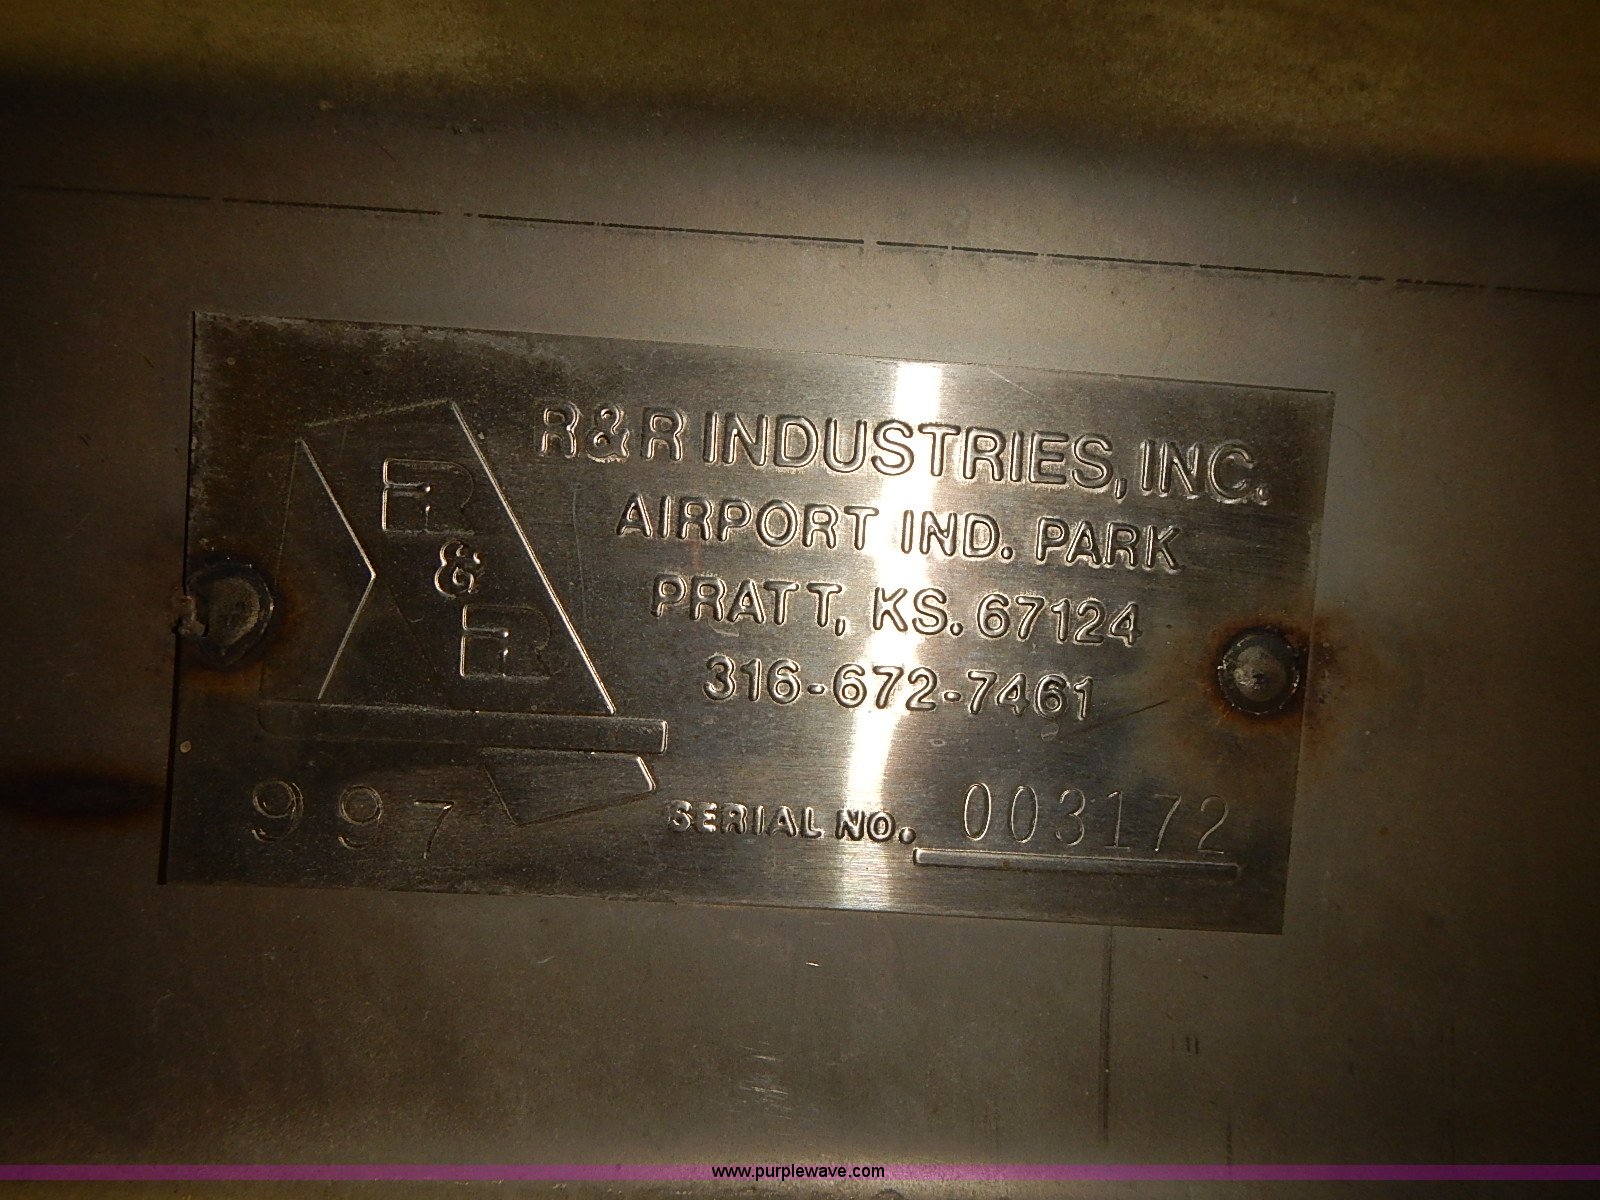 R&R INDUSTRIES, INC.
AIRPORT IND. PARK
PRATT, KS. 67124
316-672-7461
R
&
R
997
SERIAL NO. 003172
www.purplewave.com